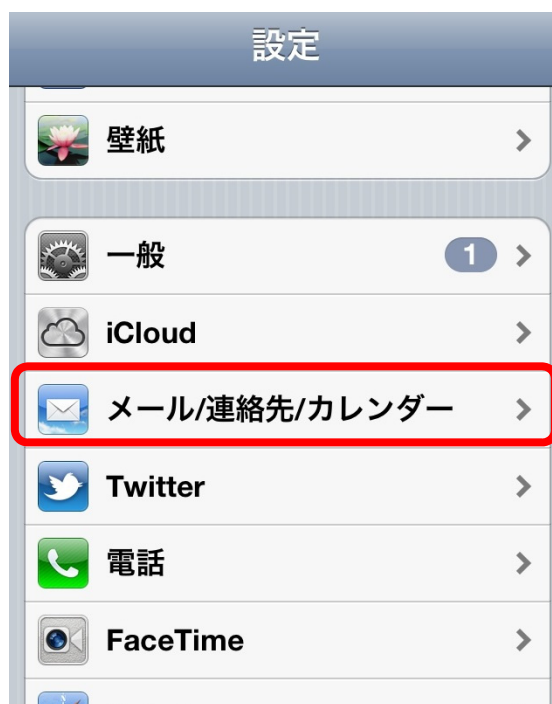 設定
壁紙
一般 1
iCloud
メール/連絡先/カレンダー
Twitter
電話
FaceTime